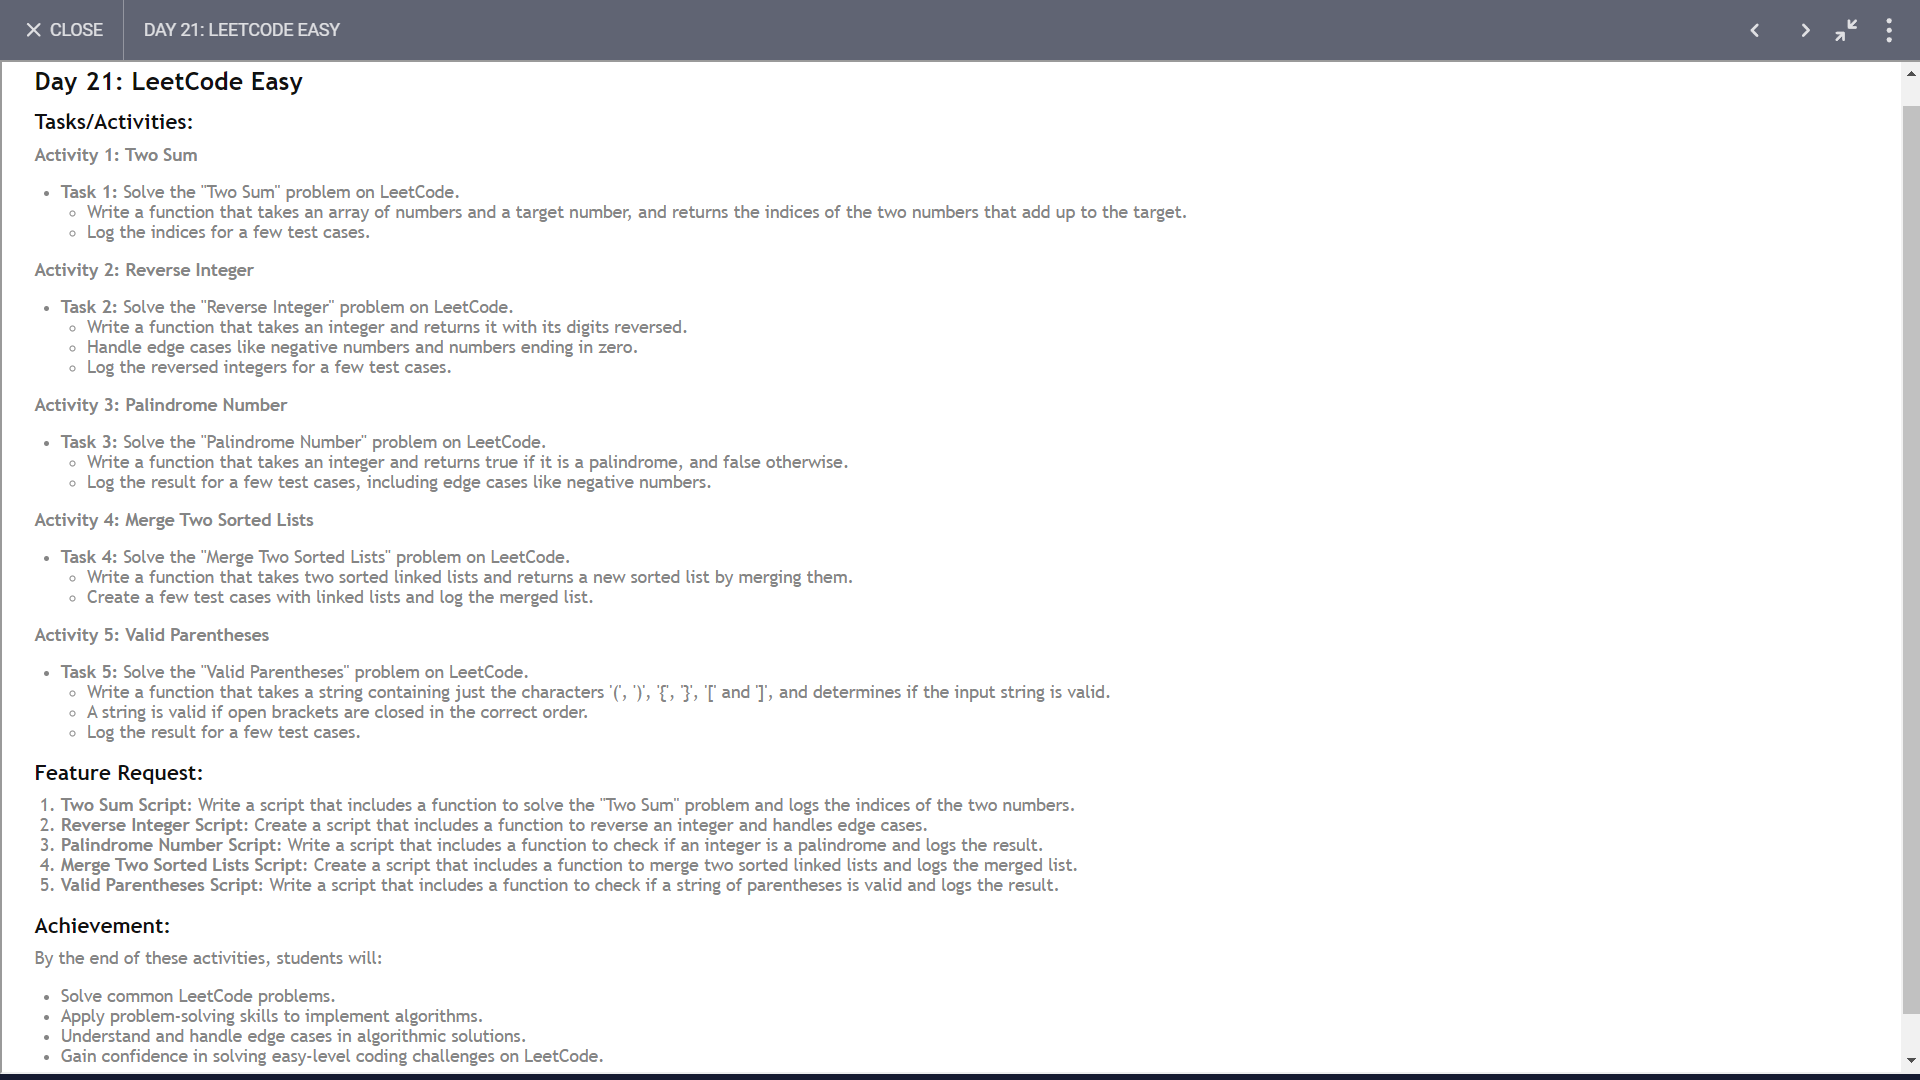 CLOSE
DAY 21: LEETCODE EASY
Day 21: LeetCode Easy
Tasks/Activities:
Activity 1: Two Sum
Task 1: Solve the "Two Sum" problem on LeetCode.
Write a function that takes an array of numbers and a target number, and returns the indices of the two numbers that add up to the target.
Log the indices for a few test cases.
Activity 2: Reverse Integer
Task 2: Solve the "Reverse Integer" problem on LeetCode.
Write a function that takes an integer and returns it with its digits reversed.
Handle edge cases like negative numbers and numbers ending in zero.
Log the reversed integers for a few test cases.
Activity 3: Palindrome Number
Task 3: Solve the "Palindrome Number" problem on LeetCode.
Write a function that takes an integer and returns true if it is a palindrome, and false otherwise.
Log the result for a few test cases, including edge cases like negative numbers.
Activity 4: Merge Two Sorted Lists
Task 4: Solve the "Merge Two Sorted Lists" problem on LeetCode.
Write a function that takes two sorted linked lists and returns a new sorted list by merging them.
Create a few test cases with linked lists and log the merged list.
Activity 5: Valid Parentheses
Task 5: Solve the "Valid Parentheses" problem on LeetCode.
Write a function that takes a string containing just the characters '(', ')', '{', '}', '[' and ']', and determines if the input string is valid.
A string is valid if open brackets are closed in the correct order.
Log the result for a few test cases.
Feature Request:
1. Two Sum Script: Write a script that includes a function to solve the "Two Sum" problem and logs the indices of the two numbers.
2. Reverse Integer Script: Create a script that includes a function to reverse an integer and handles edge cases.
3. Palindrome Number Script: Write a script that includes a function to check if an integer is a palindrome and logs the result.
4. Merge Two Sorted Lists Script: Create a script that includes a function to merge two sorted linked lists and logs the merged list.
5. Valid Parentheses Script: Write a script that includes a function to check if a string of parentheses is valid and logs the result.
Achievement:
By the end of these activities, students will:
Solve common LeetCode problems.
Apply problem-solving skills to implement algorithms.
Understand and handle edge cases in algorithmic solutions.
Gain confidence in solving easy-level coding challenges on LeetCode.